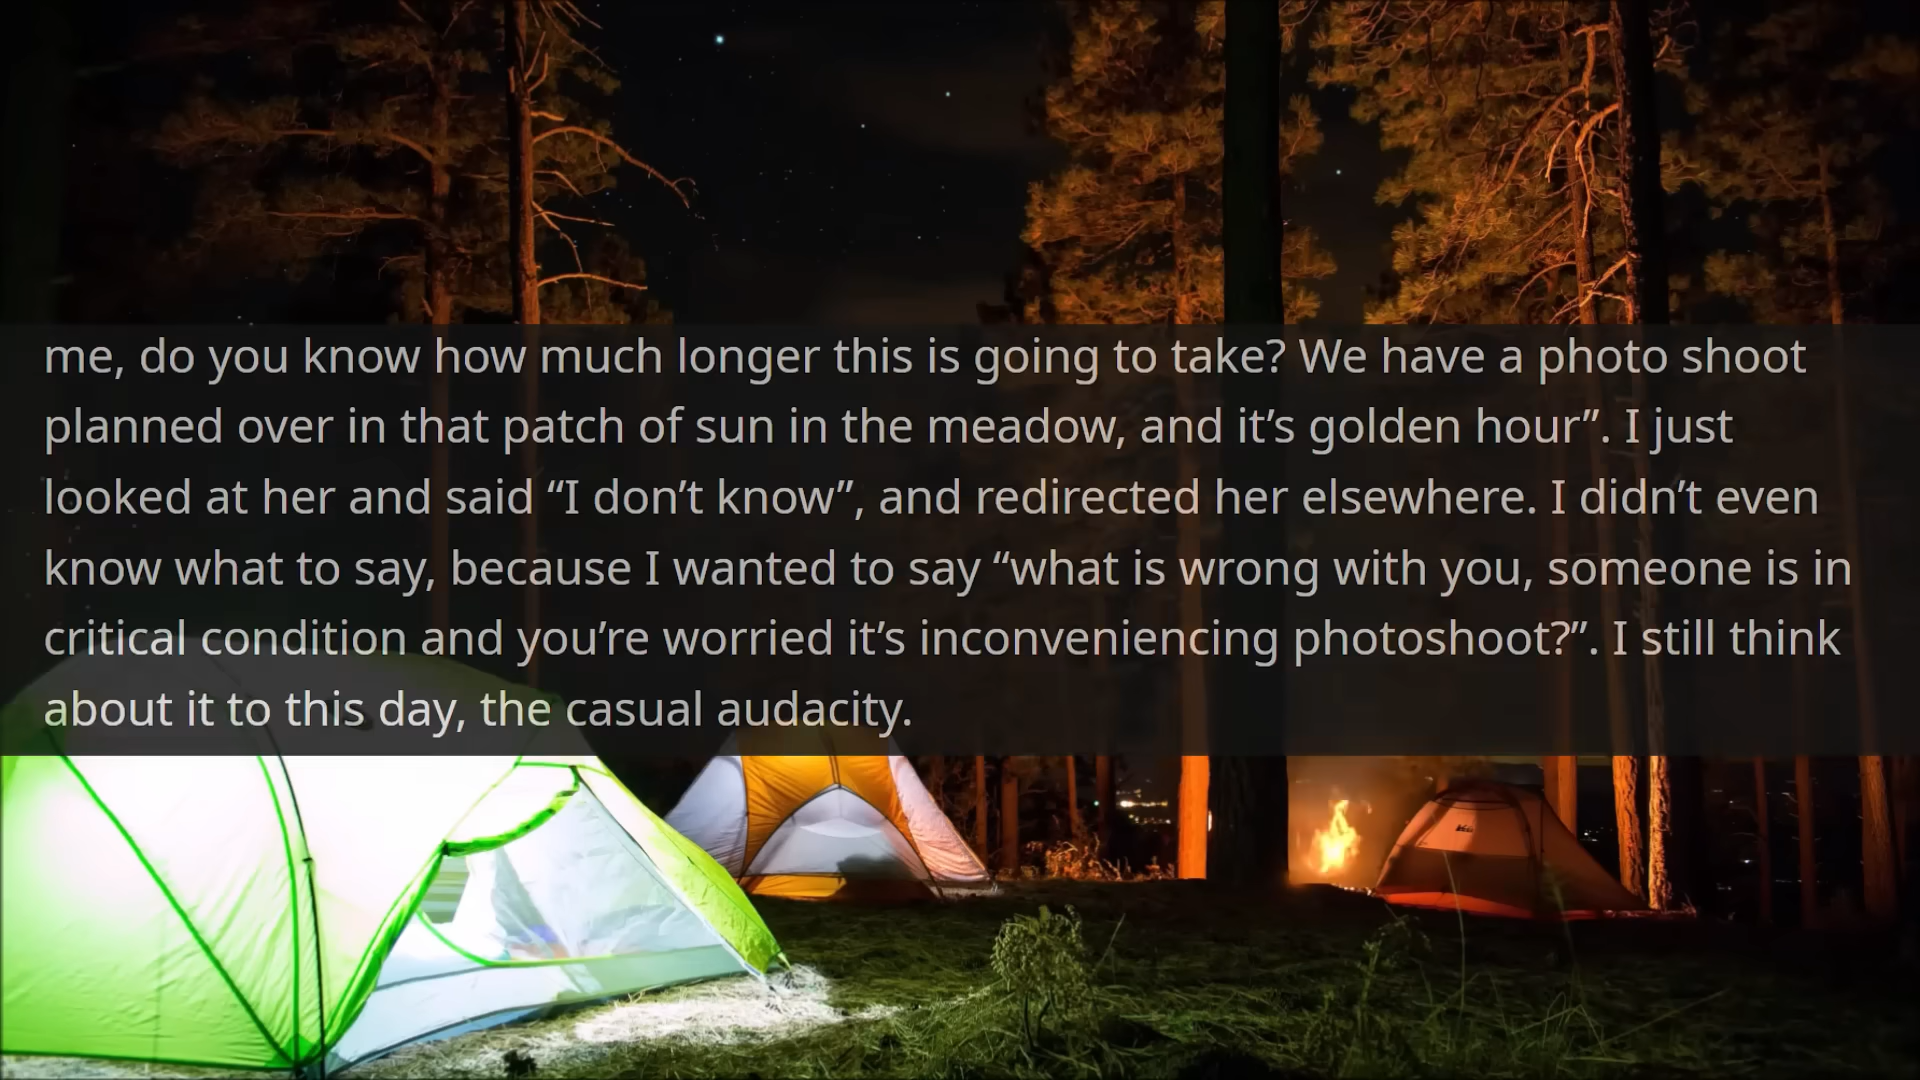 me, do you know how much longer this is going to take? We have a photo shoot
planned over in that patch of sun in the meadow, and it’s golden hour”. I just
looked at her and said “I don’t know”, and redirected her elsewhere. I didn’t even
know what to say, because I wanted to say “what is wrong with you, someone is in
critical condition and you’re worried it’s inconveniencing photoshoot?”. I still think
about it to this day, the casual audacity.